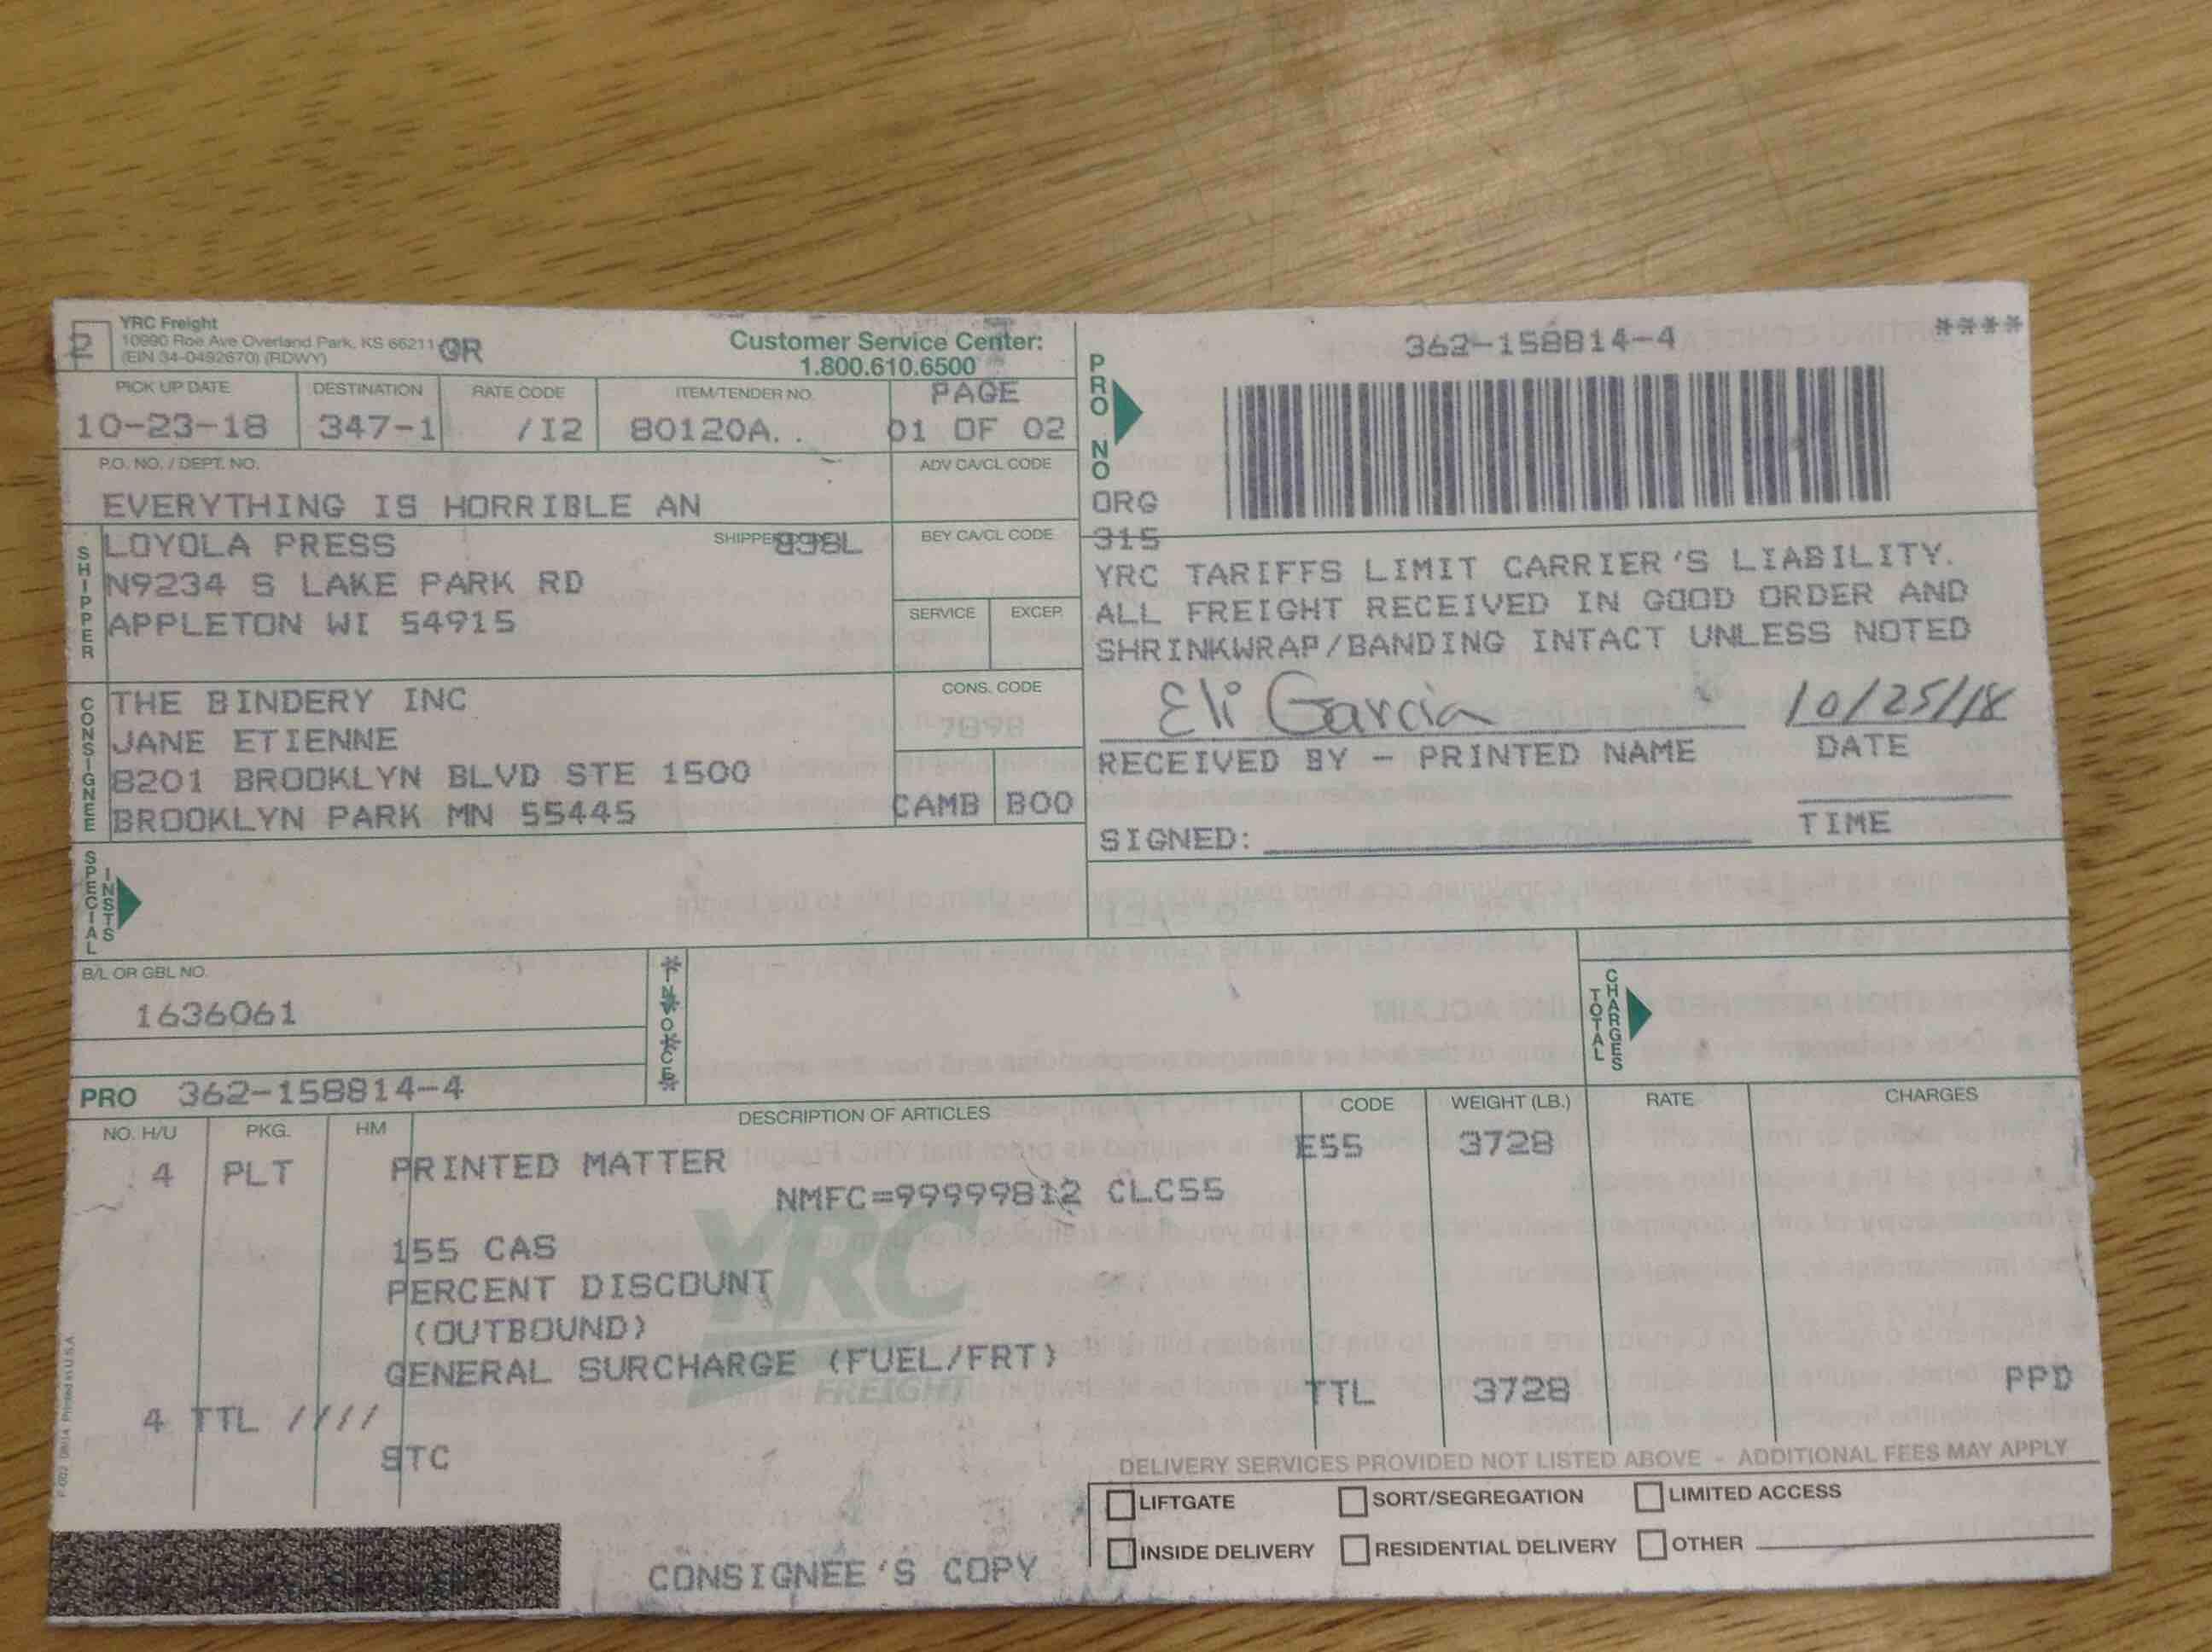 2
YRC Freight
10990 Roe Ave Overland Park, KS 66211
(EIN 34-0492670) (RDWY)
OR
Customer Service Center:
1.800.610.6500
PICK UP DATE
10-23-18
DESTINATION
347-1
RATE CODE
/I2
ITEM/TENDER NO.
80120A..
PAGE
01 OF 02
P.O. NO. / DEPT. NO.
EVERYTHING IS HORRIBLE AN
ADV CA/CL CODE
SHIPPER
LOYOLA PRESS
N9234 S LAKE PARK RD
APPLETON WI 54915
BEY CA/CL CODE
SERVICE
EXCEP.
CONSIGNEE
THE BINDERY INC
JANE ETIENNE
8201 BROOKLYN BLVD STE 1500
BROOKLYN PARK MN 55445
CONS. CODE
7898
CAMB
BOO
PRO NO
362-158814-4
****
ORG
315
YRC TARIFFS LIMIT CARRIER'S LIABILITY.
ALL FREIGHT RECEIVED IN GOOD ORDER AND
SHRINKWRAP/BANDING INTACT UNLESS NOTED
Eli Garcia 10/25/18
RECEIVED BY - PRINTED NAME DATE
SIGNED: TIME
SPECIAL INSTS
B/L OR GBL NO.
1636061
PRO 362-158814-4
TOTAL CHARGES
NO. H/U PKG. HM DESCRIPTION OF ARTICLES CODE WEIGHT (LB.) RATE CHARGES
4 PLT PRINTED MATTER E55 3728
NMFC=99999812 CLC55
155 CAS
PERCENT DISCOUNT
(OUTBOUND)
GENERAL SURCHARGE (FUEL/FRT)
YRC
FREIGHT
4 TTL //// TTL 3728 PPD
STC
DELIVERY SERVICES PROVIDED NOT LISTED ABOVE - ADDITIONAL FEES MAY APPLY
LIFTGATE SORT/SEGREGATION LIMITED ACCESS
INSIDE DELIVERY RESIDENTIAL DELIVERY OTHER
CONSIGNEE'S COPY